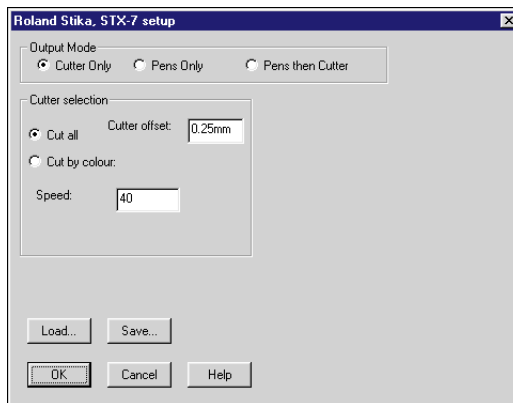 Roland Stika, STX-7 setup
Output Mode
Cutter Only Pens Only Pens then Cutter
Cutter selection
Cut all Cutter offset: 0.25mm
Cut by colour:
Speed: 40
Load... Save...
OK Cancel Help